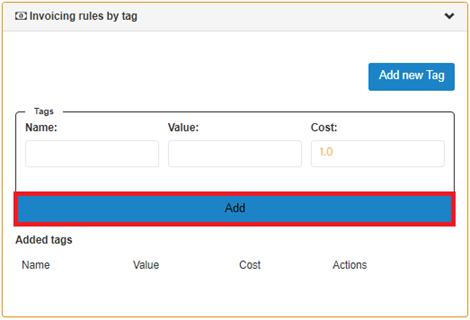 Invoicing rules by tag
Add new Tag
Tags
Name: Value: Cost:
1.0
Add
Added tags
Name Value Cost Actions